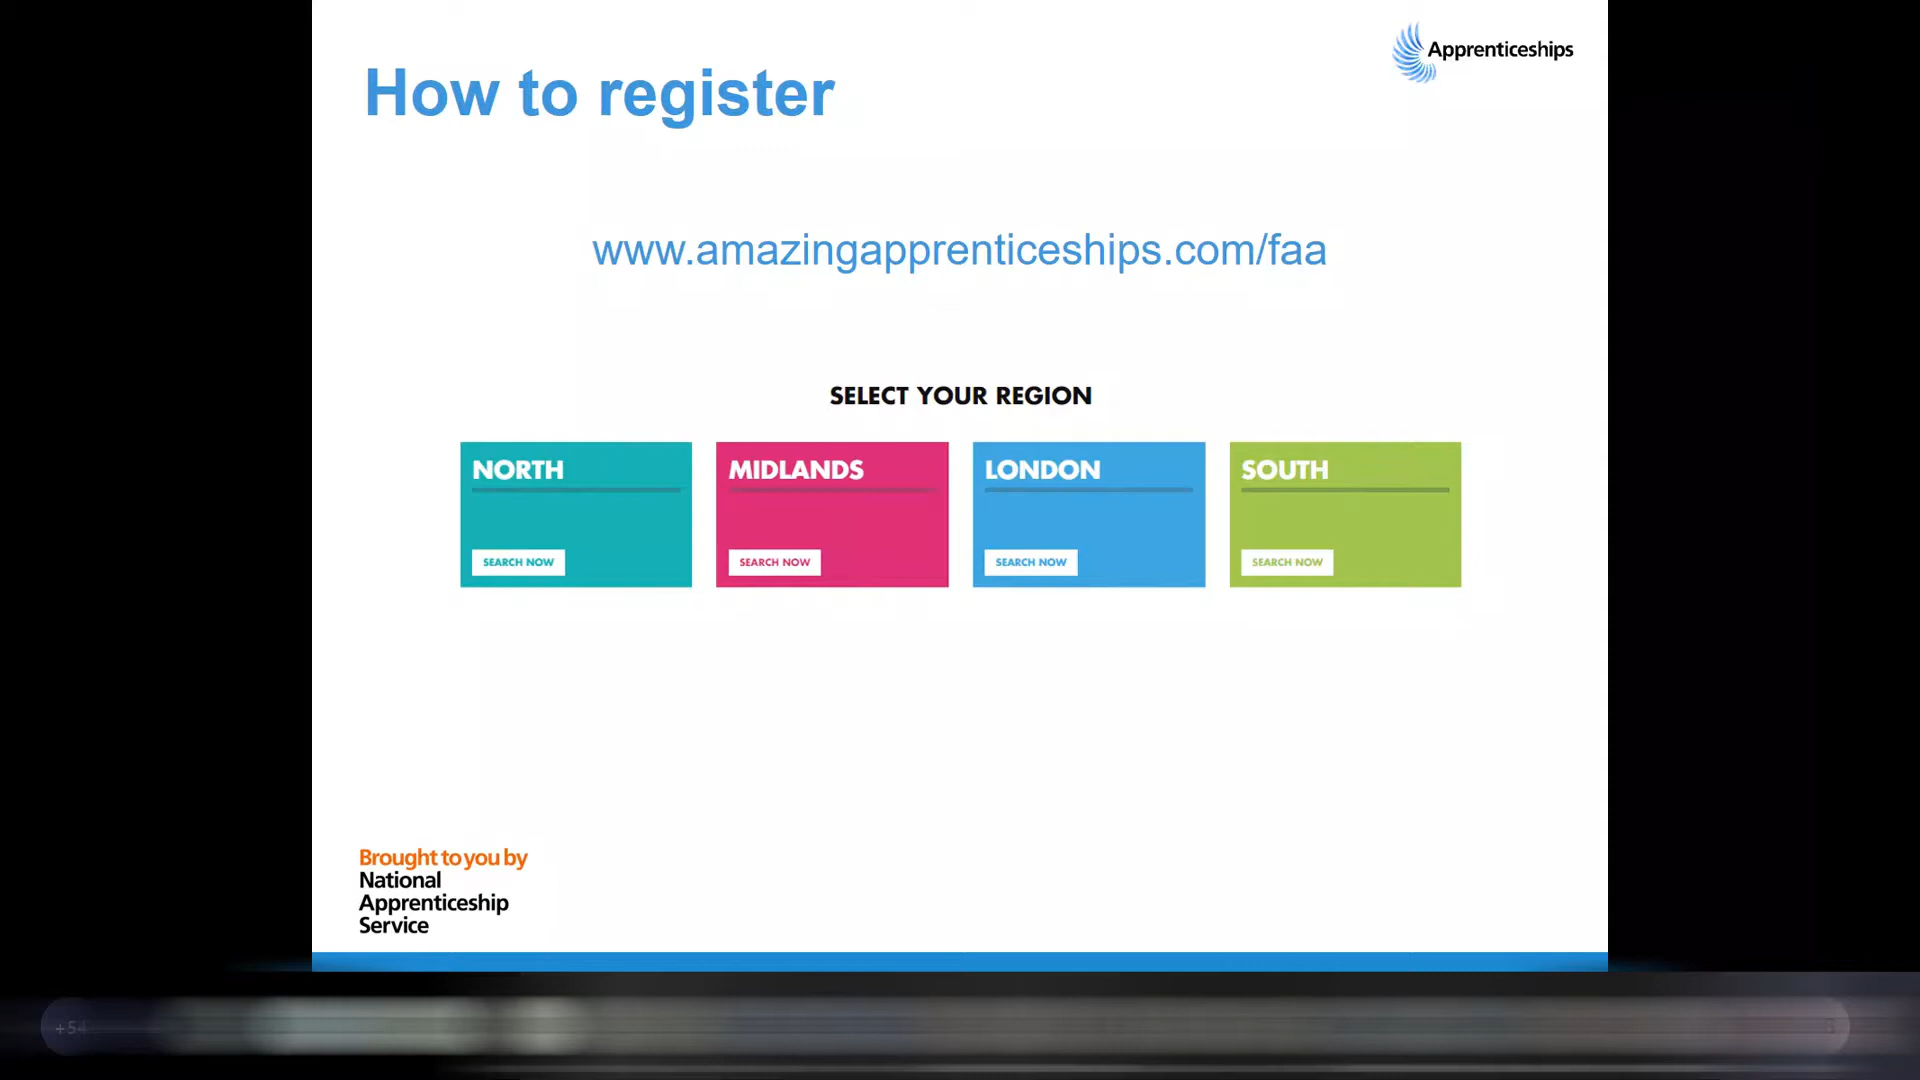 Apprenticeships
How to register
www.amazingapprenticeships.com/faa
SELECT YOUR REGION
NORTH
SEARCH NOW
MIDLANDS
SEARCH NOW
LONDON
SEARCH NOW
SOUTH
SEARCH NOW
Brought to you by
National
Apprenticeship
Service
+54